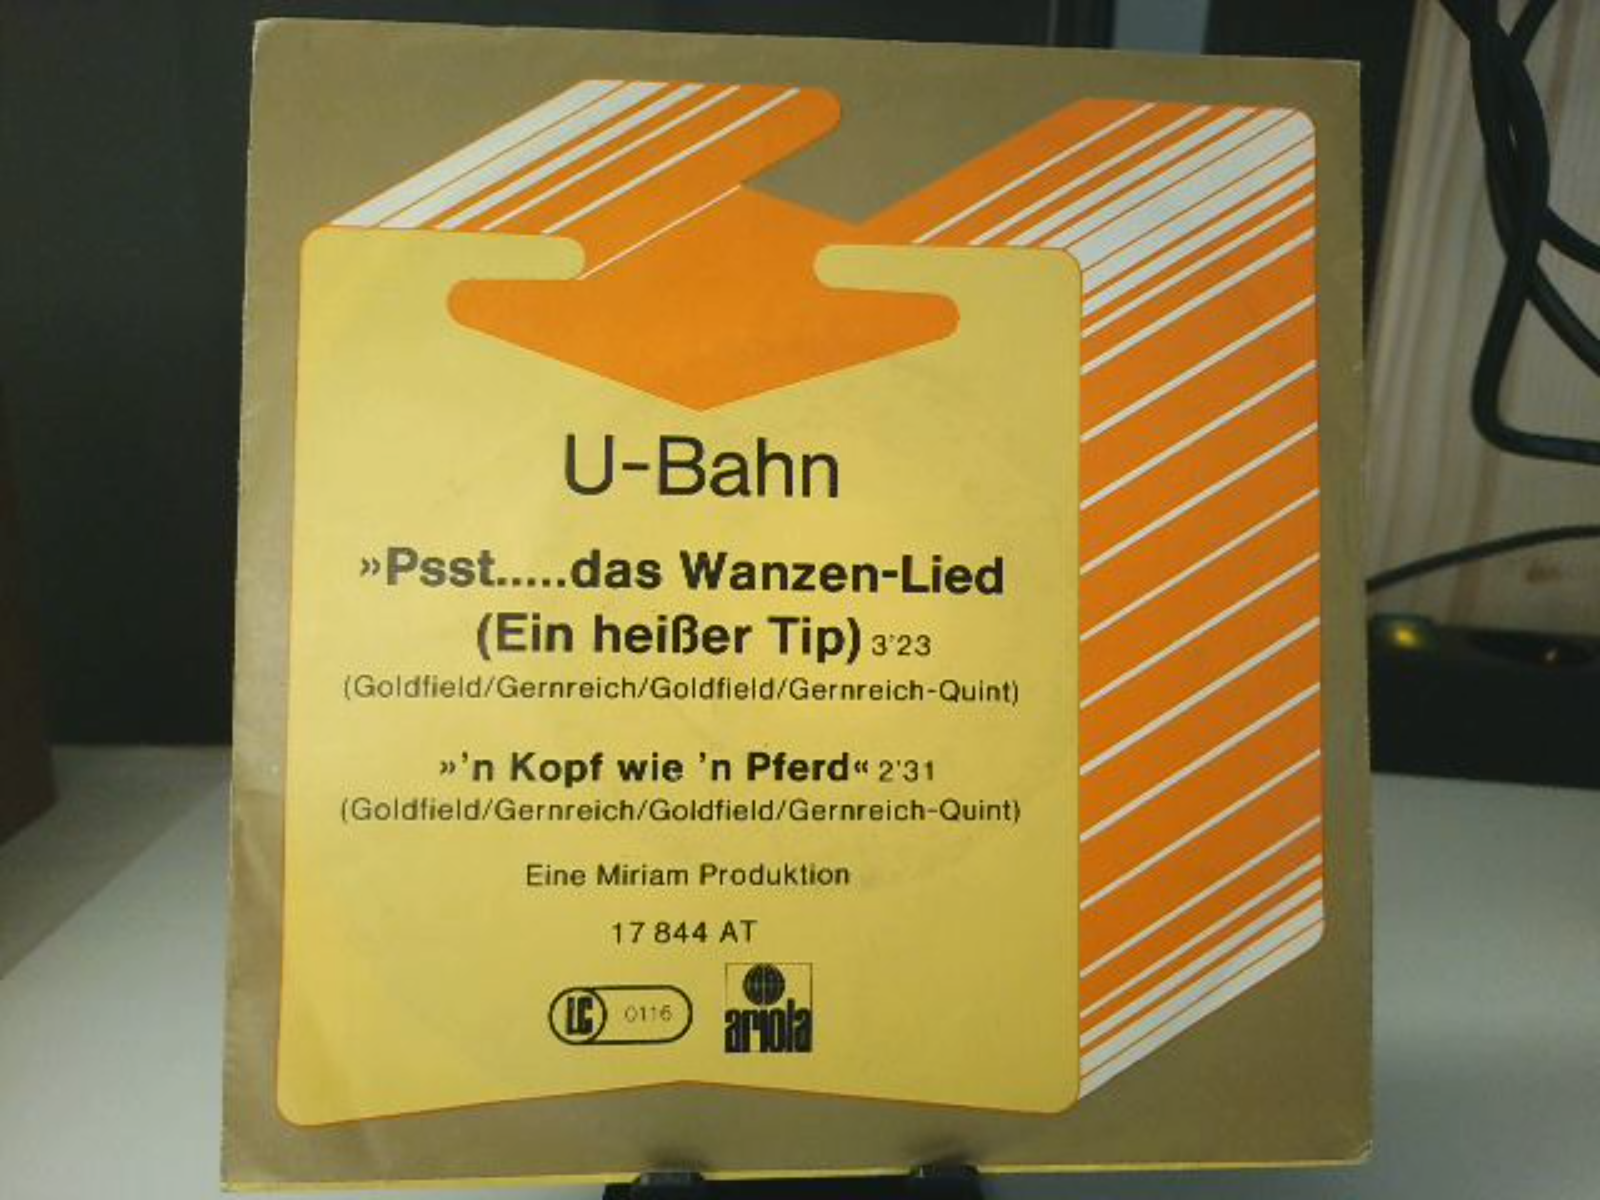 U-Bahn
»Psst.....das Wanzen-Lied
(Ein heißer Tip) 3'23
(Goldfield/Gernreich/Goldfield/Gernreich-Quint)
»'n Kopf wie 'n Pferd« 2'31
(Goldfield/Gernreich/Goldfield/Gernreich-Quint)
Eine Miriam Produktion
17 844 AT
LC 0116 ariola